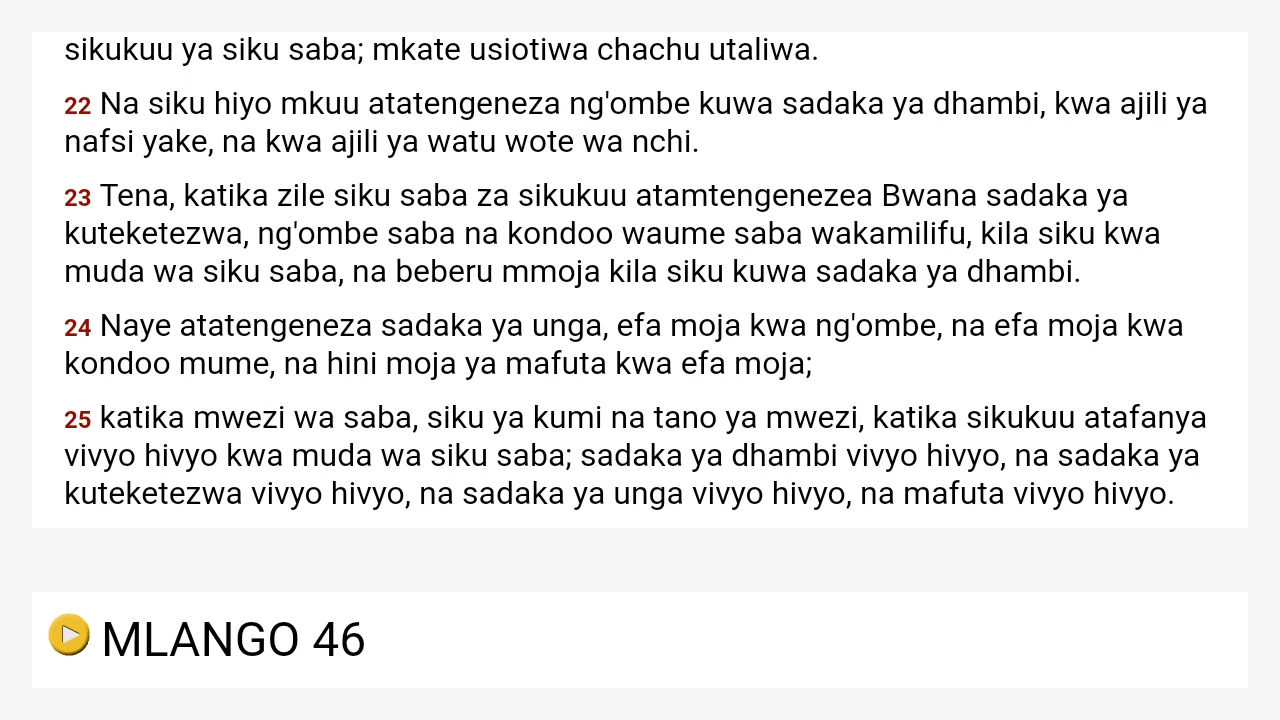 sikukuu ya siku saba; mkate usiotiwa chachu utaliwa.
22 Na siku hiyo mkuu atatengeneza ng'ombe kuwa sadaka ya dhambi, kwa ajili ya
nafsi yake, na kwa ajili ya watu wote wa nchi.
23 Tena, katika zile siku saba za sikukuu atamtengenezea Bwana sadaka ya
kuteketezwa, ng'ombe saba na kondoo waume saba wakamilifu, kila siku kwa
muda wa siku saba, na beberu mmoja kila siku kuwa sadaka ya dhambi.
24 Naye atatengeneza sadaka ya unga, efa moja kwa ng'ombe, na efa moja kwa
kondoo mume, na hini moja ya mafuta kwa efa moja;
25 katika mwezi wa saba, siku ya kumi na tano ya mwezi, katika sikukuu atafanya
vivyo hivyo kwa muda wa siku saba; sadaka ya dhambi vivyo hivyo, na sadaka ya
kuteketezwa vivyo hivyo, na sadaka ya unga vivyo hivyo, na mafuta vivyo hivyo.
MLANGO 46